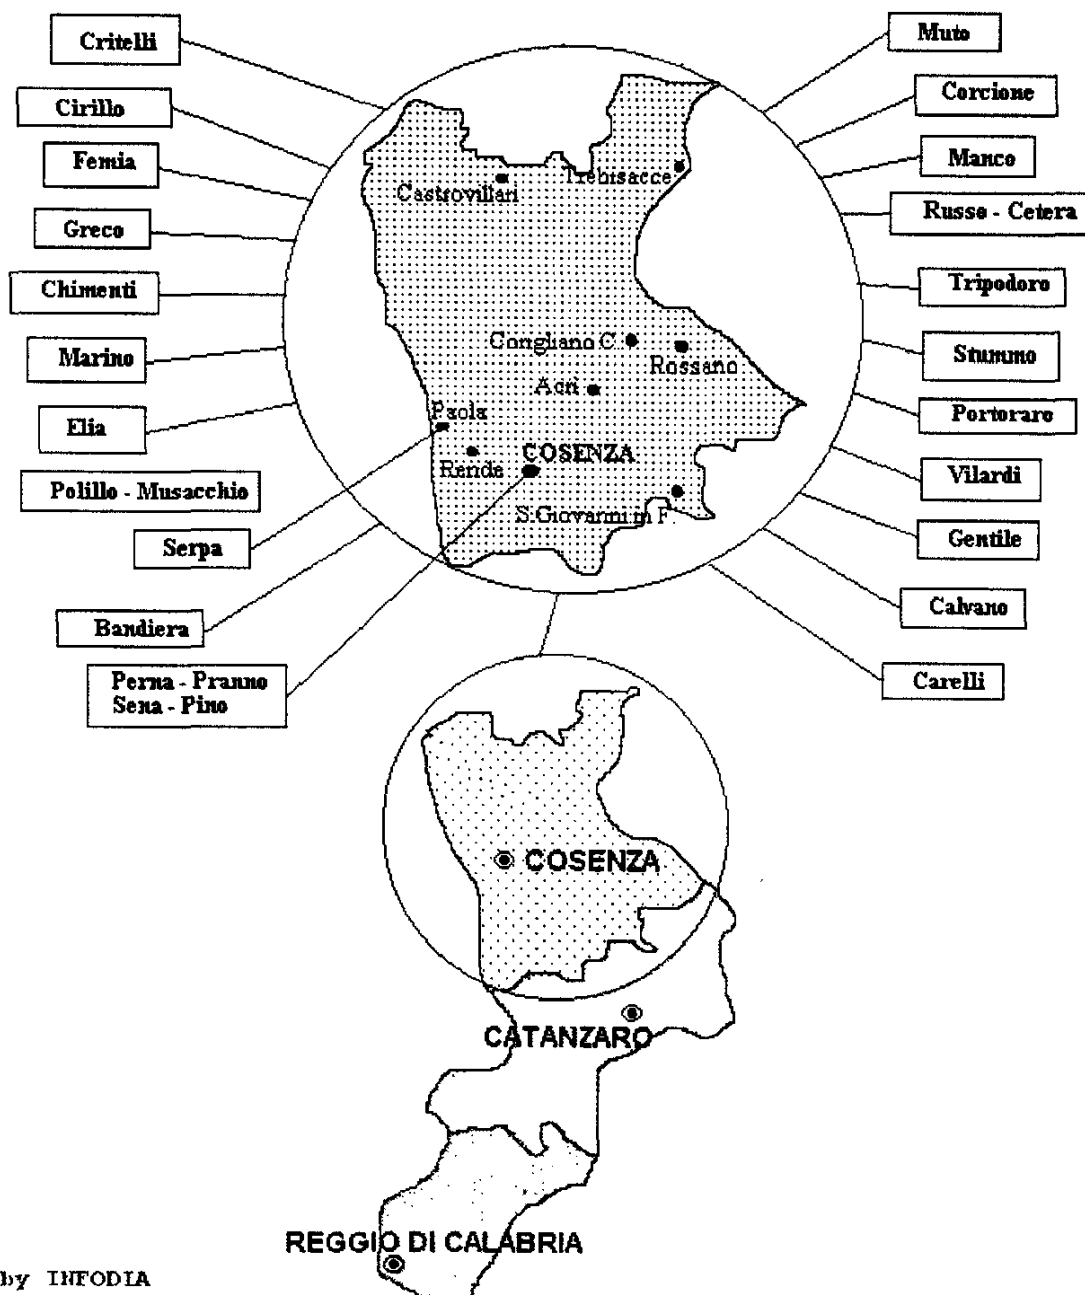 Critelli
Cirillo
Femia
Greco
Chimenti
Marino
Elia
Polillo - Musacchio
Serpa
Bandiera
Perna - Pranno
Sena - Pino
Muto
Corcione
Manco
Russo - Cetera
Tripodoro
Stummo
Portoraro
Vilardi
Gentile
Calvano
Carelli
Castrovillari
Trebisacce
Corigliano C.
Rossano
Acri
Paola
Rende
COSENZA
S.Giovanni in F.
COSENZA
CATANZARO
REGGIO DI CALABRIA
by INFODIA